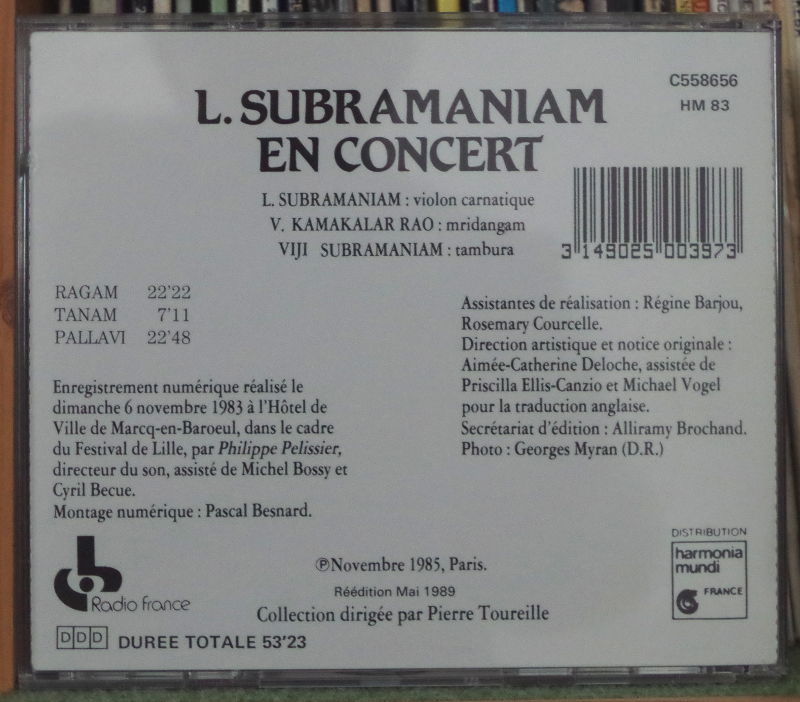 L. SUBRAMANIAM
EN CONCERT
C558656
HM 83
L. SUBRAMANIAM : violon carnatique
V. KAMAKALAR RAO : mridangam
VIJI SUBRAMANIAM : tambura
3 149025 003973
RAGAM 22'22
TANAM 7'11
PALLAVI 22'48
Enregistrement numérique réalisé le
dimanche 6 novembre 1983 à l'Hôtel de
Ville de Marcq-en-Baroeul, dans le cadre
du Festival de Lille, par Philippe Pelissier,
directeur du son, assisté de Michel Bossy et
Cyril Becue.
Montage numérique : Pascal Besnard.
Assistantes de réalisation : Régine Barjou,
Rosemary Courcelle.
Direction artistique et notice originale :
Aimée-Catherine Deloche, assistée de
Priscilla Ellis-Canzio et Michael Vogel
pour la traduction anglaise.
Secrétariat d'édition : Alliramy Brochand.
Photo : Georges Myran (D.R.)
Radio france
DDD DUREE TOTALE 53'23
℗Novembre 1985, Paris.
Réédition Mai 1989
Collection dirigée par Pierre Toureille
DISTRIBUTION
harmonia
mundi
FRANCE